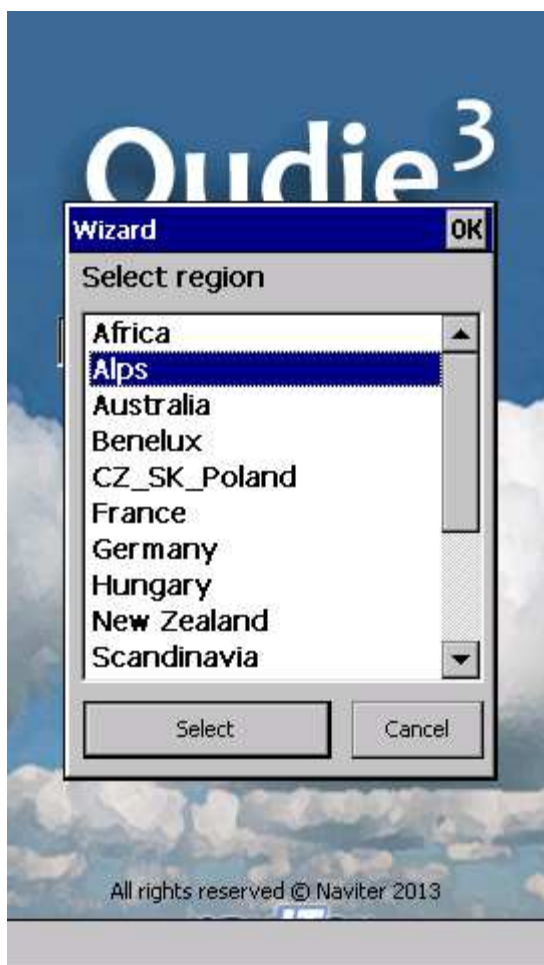 Oudie3
Wizard OK
Select region
Africa
Alps
Australia
Benelux
CZ_SK_Poland
France
Germany
Hungary
New Zealand
Scandinavia
Select Cancel
All rights reserved © Naviter 2013